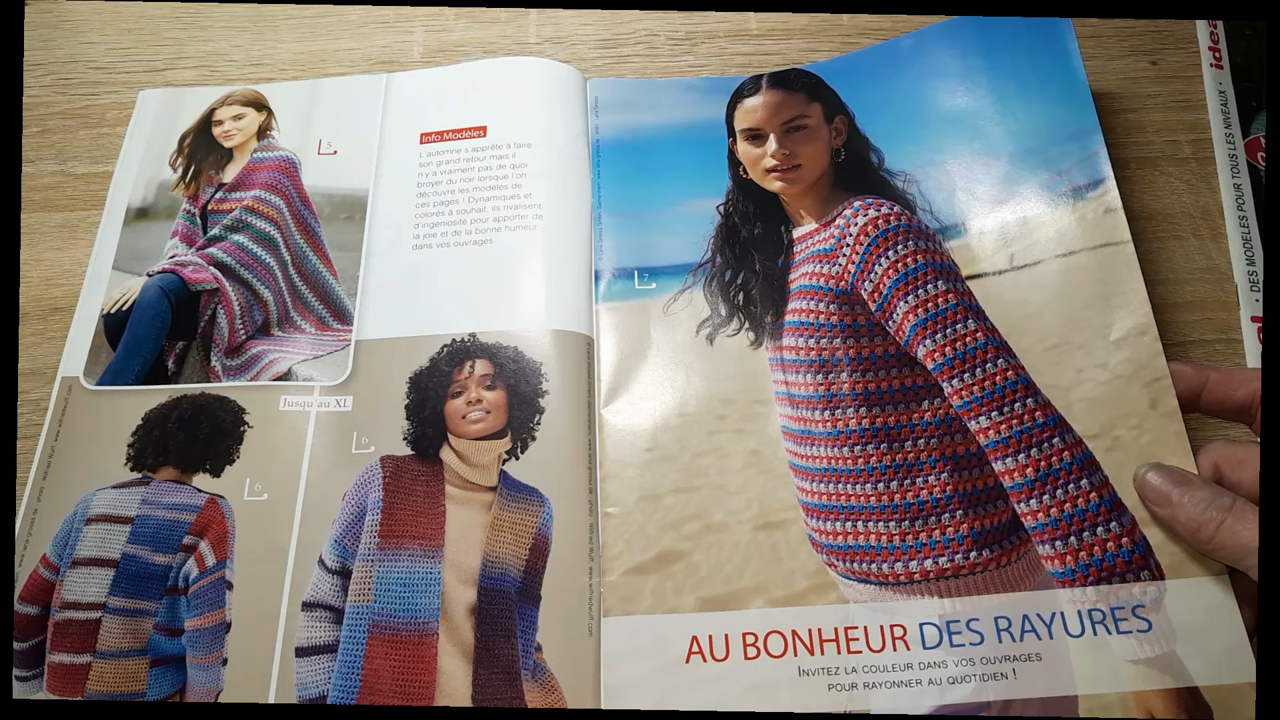 5
Info Modèles
L'automne s'apprête à faire
son grand retour mais il
n'y a vraiment pas de quoi
broyer du noir lorsque l'on
découvre les modèles de
ces pages ! Dynamiques et
colorés à souhait, ils rivalisent
d'ingéniosité pour apporter de
la joie et de la bonne humeur
dans vos ouvrages
Jusqu'au XL
6
6
7
AU BONHEUR DES RAYURES
INVITEZ LA COULEUR DANS VOS OUVRAGES
POUR RAYONNER AU QUOTIDIEN !
• DES MODELES POUR TOUS LES NIVEAUX •